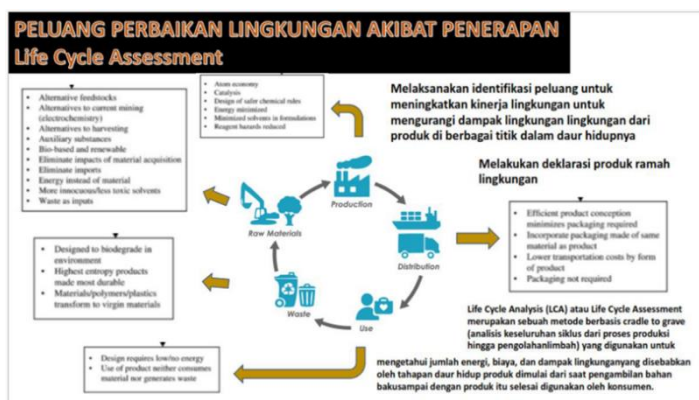 PELUANG PERBAIKAN LINGKUNGAN AKIBAT PENERAPAN
Life Cycle Assessment
• Alternative feedstocks
• Alternatives to current mining
(electrochemistry)
• Alternatives to harvesting
• Auxiliary substances
• Bio-based and renewable
• Eliminate impacts of material acquisition
• Eliminate imports
• Energy instead of material
• More innocuous/less toxic solvents
• Waste as inputs
• Atom economy
• Catalysis
• Design of safer chemical rules
• Energy minimized
• Minimized solvents in formulations
• Reagent hazards reduced
Melaksanakan identifikasi peluang untuk
meningkatkan kinerja lingkungan untuk
mengurangi dampak lingkungan lingkungan dari
produk di berbagai titik dalam daur hidupnya
Melakukan deklarasi produk ramah
lingkungan
Production
Raw Materials
Distribution
Waste
Use
• Efficient product conception
minimizes packaging required
• Incorporate packaging made of same
material as product
• Lower transportation costs by form
of product
• Packaging not required
• Designed to biodegrade in
environment
• Highest entropy products
made most durable
• Materials/polymers/plastics
transform to virgin materials
• Design requires low/no energy
• Use of product neither consumes
material nor generates waste
Life Cycle Analysis (LCA) atau Life Cycle Assessment
merupakan sebuah metode berbasis cradle to grave
(analisis keseluruhan siklus dari proses produksi
hingga pengolahanlimbah) yang digunakan untuk
mengetahui jumlah energi, biaya, dan dampak lingkunganyang disebabkan
oleh tahapan daur hidup produk dimulai dari saat pengambilan bahan
bakusampai dengan produk itu selesai digunakan oleh konsumen.